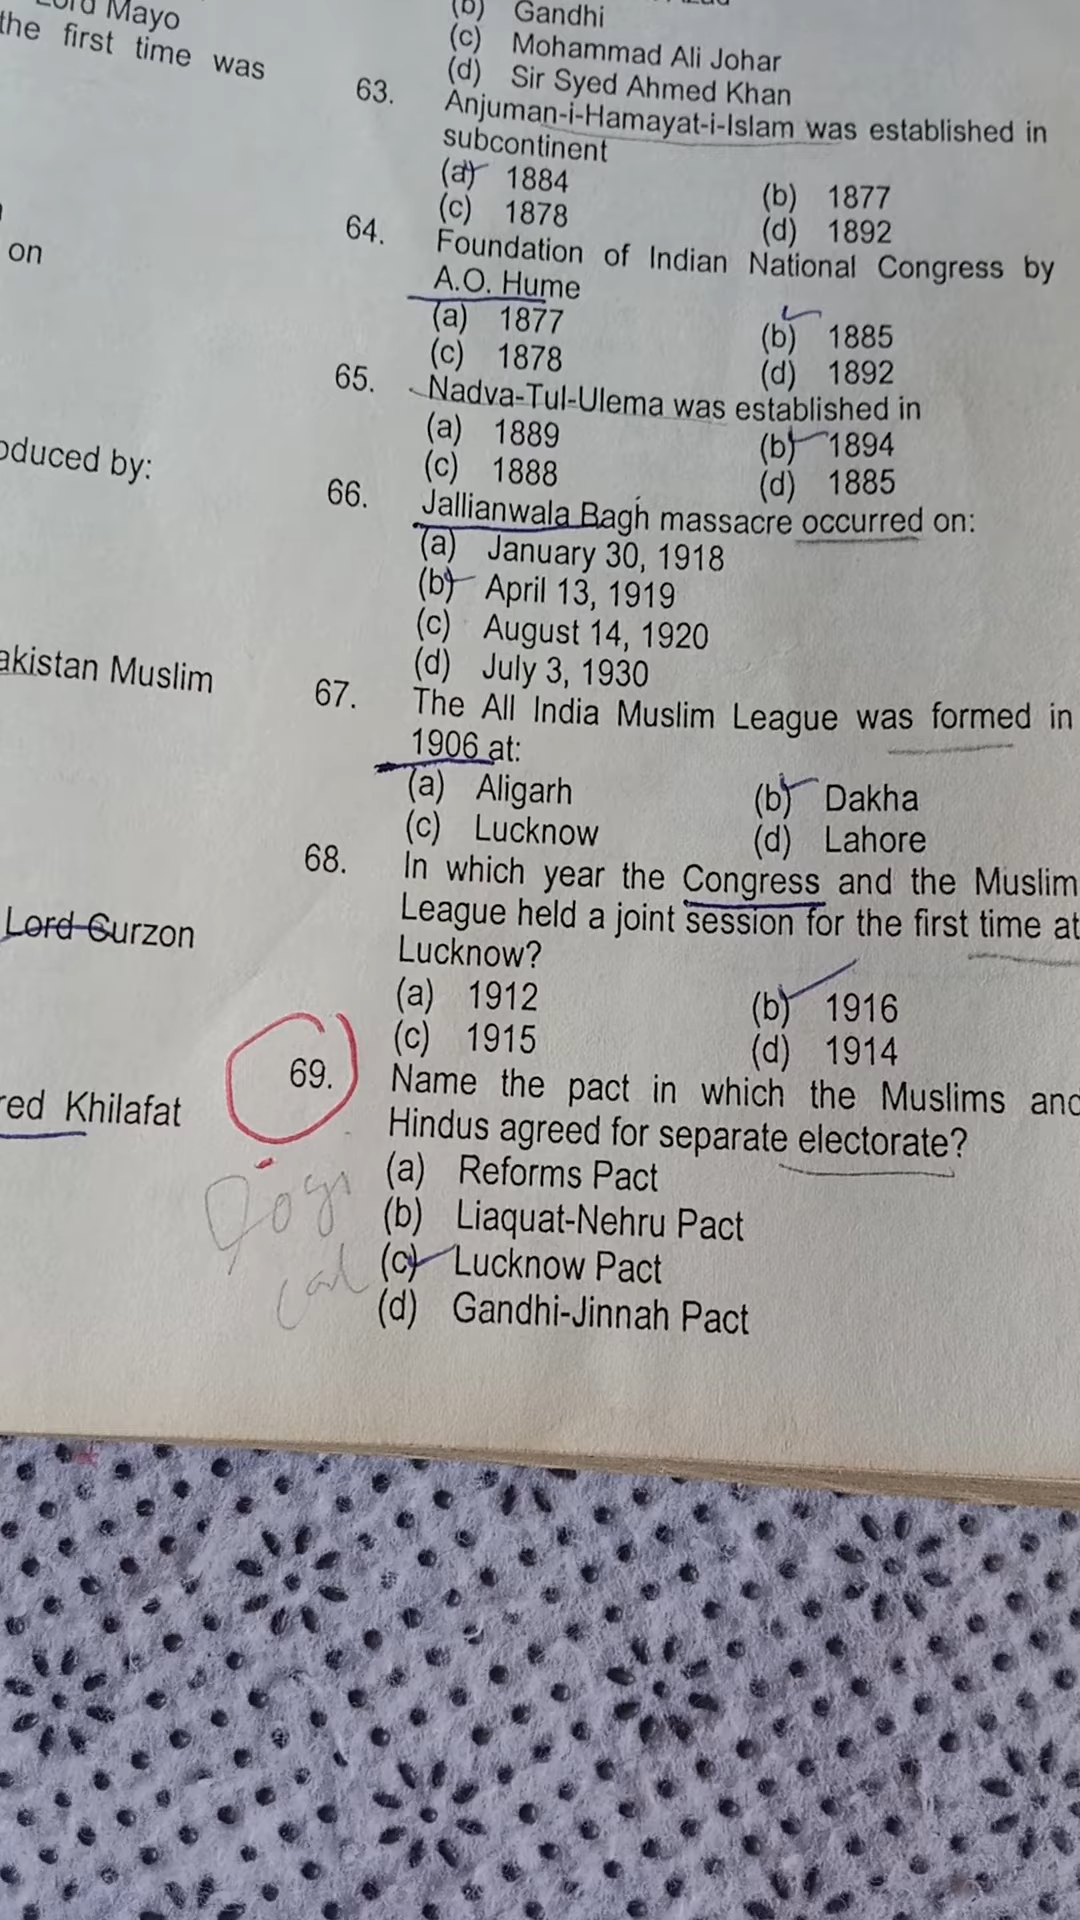 Lord Mayo
the first time was
on
oduced by:
akistan Muslim
Lord Curzon
red Khilafat
(b) Gandhi
(c) Mohammad Ali Johar
(d) Sir Syed Ahmed Khan
63. Anjuman-i-Hamayat-i-Islam was established in
subcontinent
(a) 1884 (b) 1877
(c) 1878 (d) 1892
64. Foundation of Indian National Congress by
A.O. Hume
(a) 1877 (b) 1885
(c) 1878 (d) 1892
65. Nadva-Tul-Ulema was established in
(a) 1889 (b) 1894
(c) 1888 (d) 1885
66. Jallianwala Bagh massacre occurred on:
(a) January 30, 1918
(b) April 13, 1919
(c) August 14, 1920
(d) July 3, 1930
67. The All India Muslim League was formed in
1906 at:
(a) Aligarh (b) Dakha
(c) Lucknow (d) Lahore
68. In which year the Congress and the Muslim
League held a joint session for the first time at
Lucknow?
(a) 1912 (b) 1916
(c) 1915 (d) 1914
69. Name the pact in which the Muslims and
Hindus agreed for separate electorate?
(a) Reforms Pact
(b) Liaquat-Nehru Pact
(c) Lucknow Pact
(d) Gandhi-Jinnah Pact